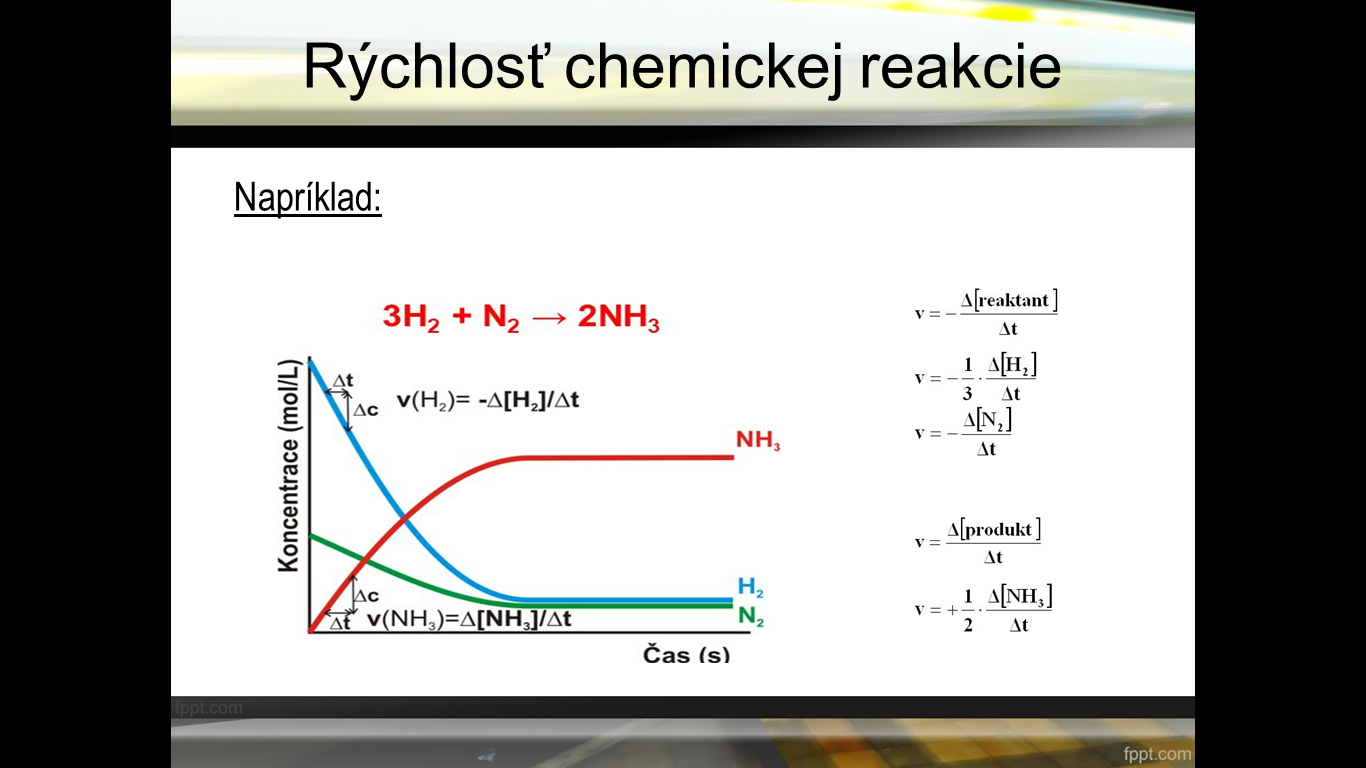 Rýchlosť chemickej reakcie
Napríklad:
3H₂ + N₂ → 2NH₃
Koncentrace (mol/L)
Δt
Δc
v(H₂)= -Δ[H₂]/Δt
NH₃
H₂
N₂
Δc
Δt
v(NH₃)=Δ[NH₃]/Δt
Čas (s)
v = − Δ[reaktant] / Δt
v = − 1/3 · Δ[H₂] / Δt
v = − Δ[N₂] / Δt
v = Δ[produkt] / Δt
v = + 1/2 · Δ[NH₃] / Δt
fppt.com
fppt.com